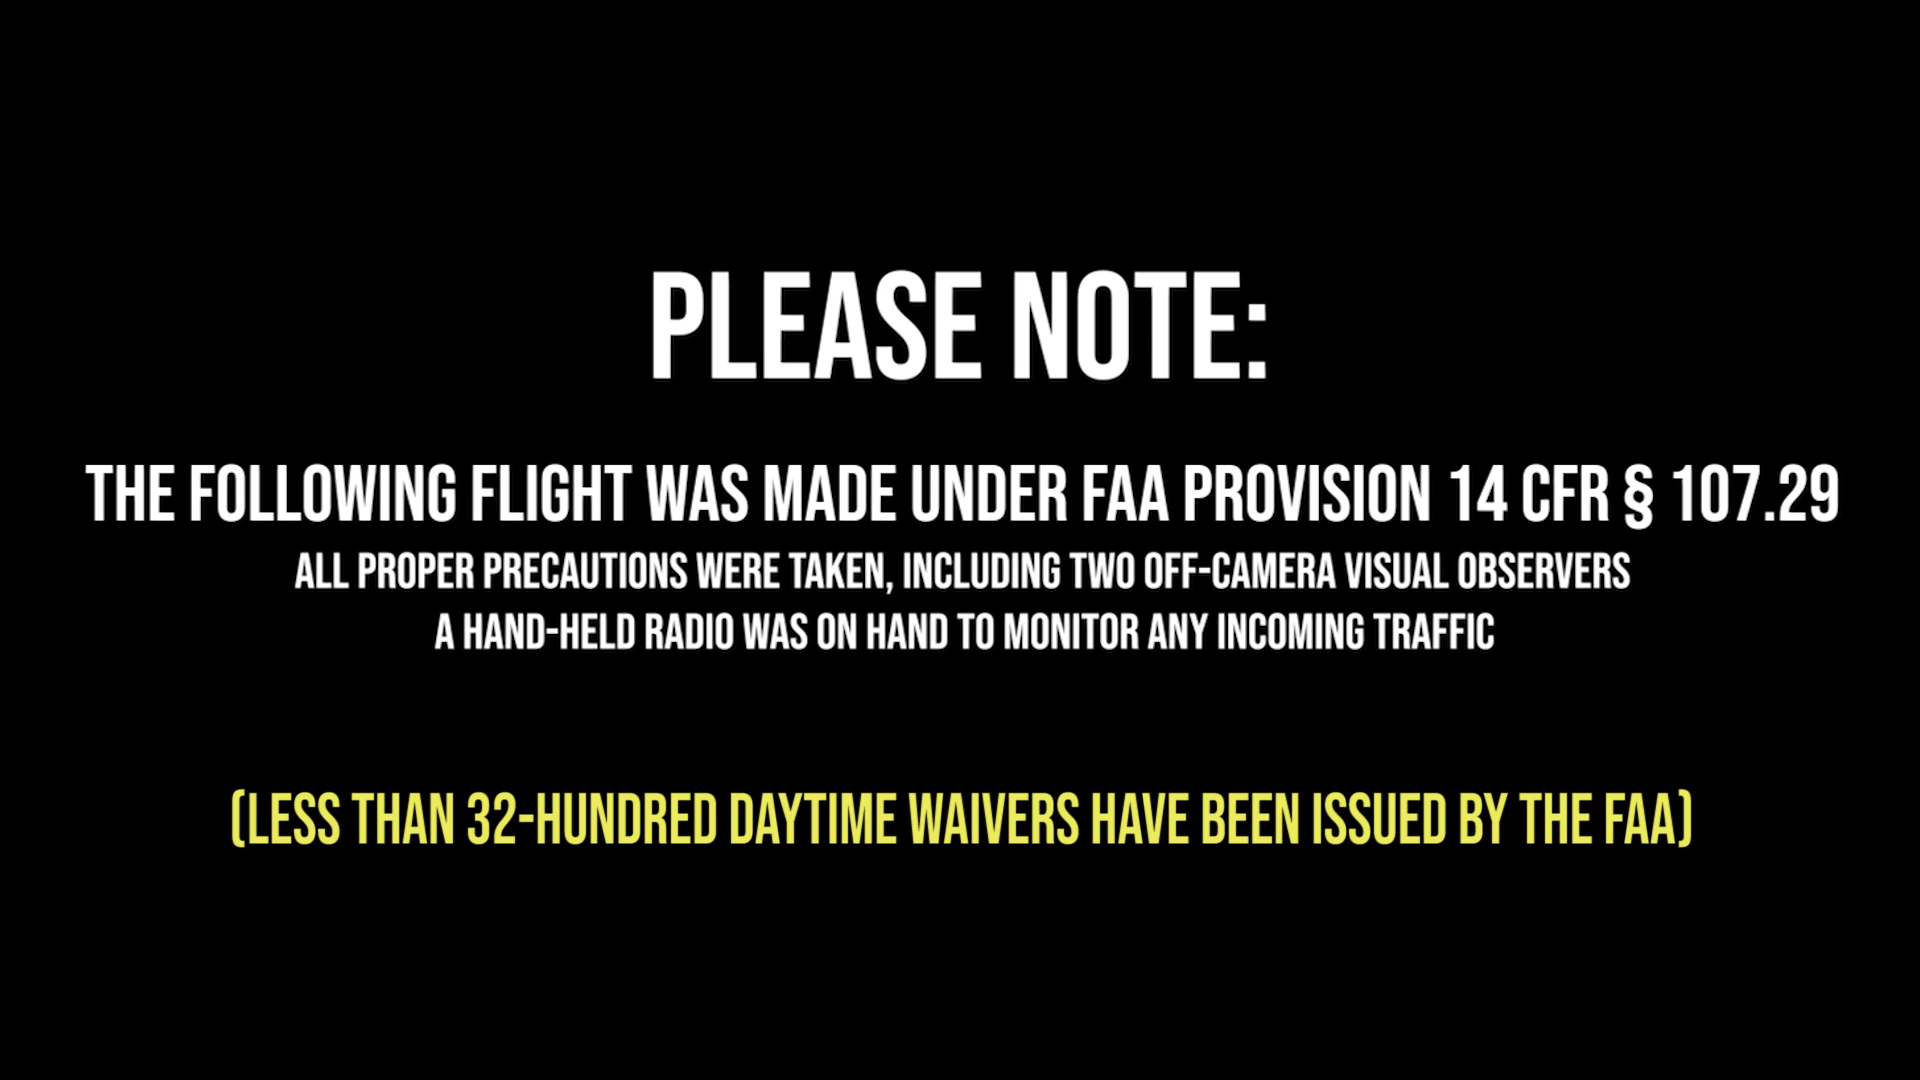 PLEASE NOTE:
THE FOLLOWING FLIGHT WAS MADE UNDER FAA PROVISION 14 CFR § 107.29
ALL PROPER PRECAUTIONS WERE TAKEN, INCLUDING TWO OFF-CAMERA VISUAL OBSERVERS
A HAND-HELD RADIO WAS ON HAND TO MONITOR ANY INCOMING TRAFFIC
(LESS THAN 32-HUNDRED DAYTIME WAIVERS HAVE BEEN ISSUED BY THE FAA)